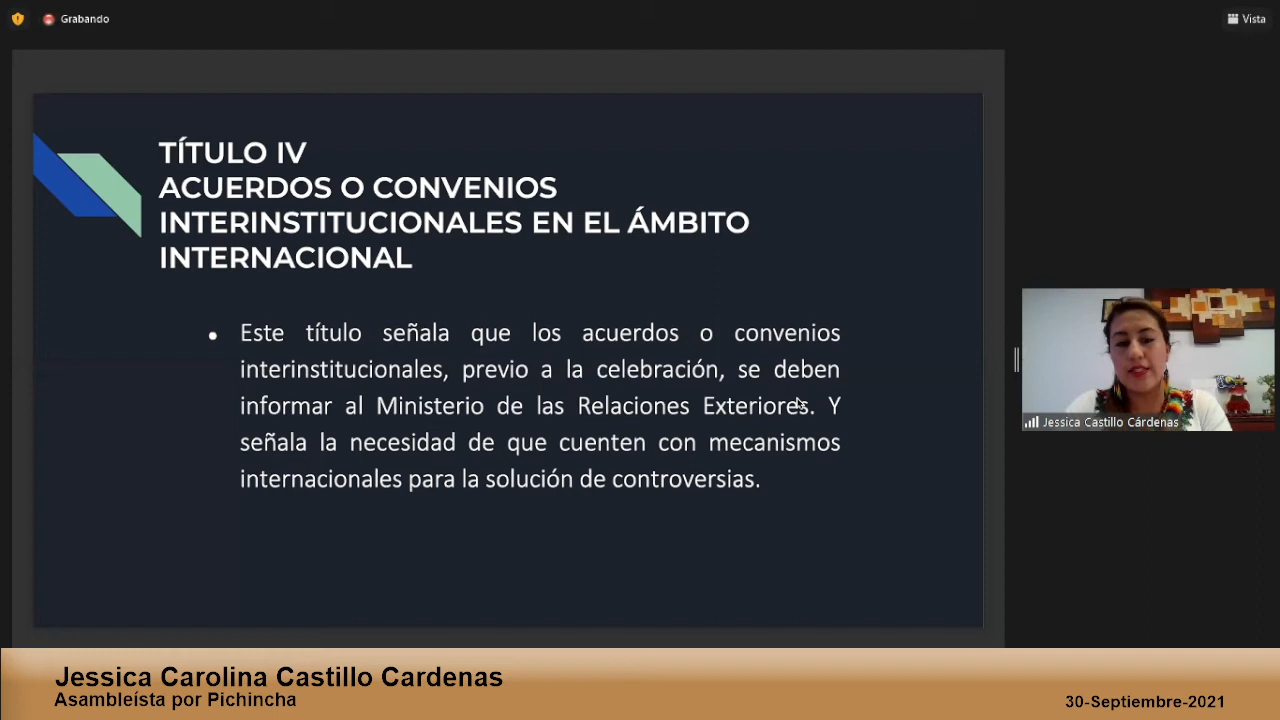 Grabando
Vista
TÍTULO IV
ACUERDOS O CONVENIOS
INTERINSTITUCIONALES EN EL ÁMBITO
INTERNACIONAL
• Este título señala que los acuerdos o convenios
interinstitucionales, previo a la celebración, se deben
informar al Ministerio de las Relaciones Exteriores. Y
señala la necesidad de que cuenten con mecanismos
internacionales para la solución de controversias.
Jessica Castillo Cárdenas
Jessica Carolina Castillo Cardenas
Asambleísta por Pichincha
30-Septiembre-2021